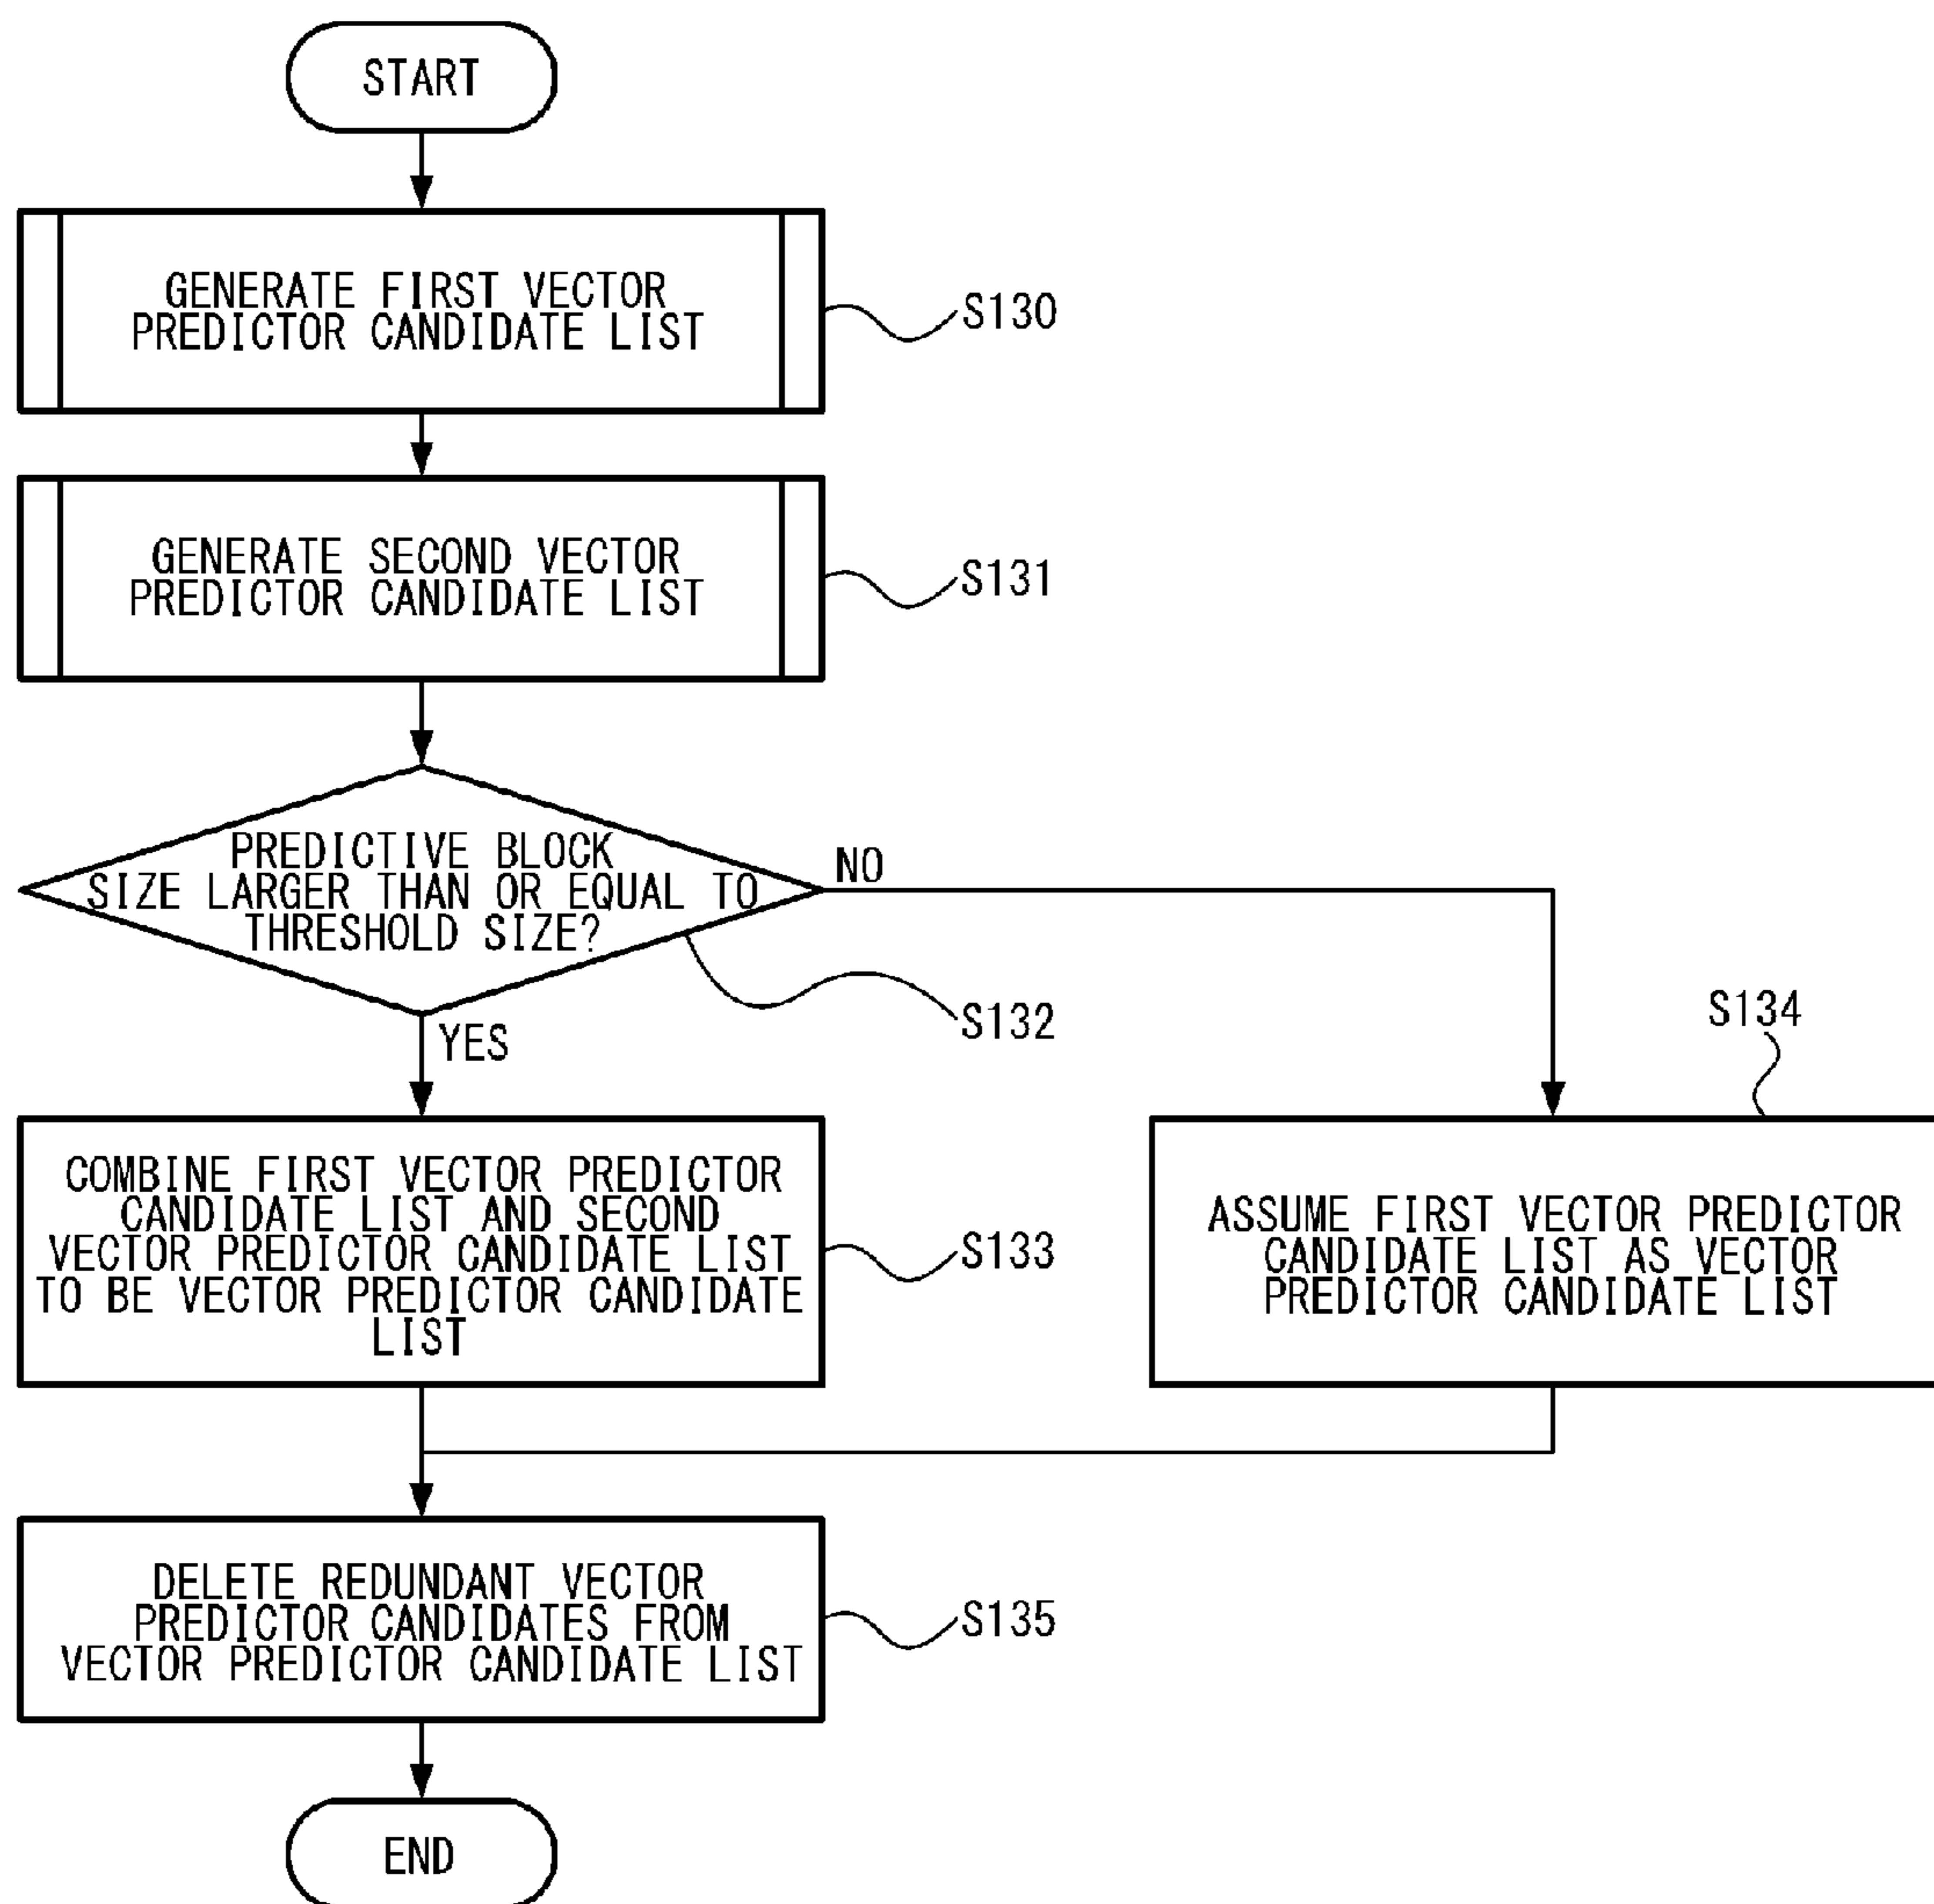 START
GENERATE FIRST VECTOR
PREDICTOR CANDIDATE LIST
S130
GENERATE SECOND VECTOR
PREDICTOR CANDIDATE LIST
S131
PREDICTIVE BLOCK
SIZE LARGER THAN OR EQUAL TO
THRESHOLD SIZE?
NO
S132
YES
S134
COMBINE FIRST VECTOR PREDICTOR
CANDIDATE LIST AND SECOND
VECTOR PREDICTOR CANDIDATE LIST
TO BE VECTOR PREDICTOR CANDIDATE
LIST
S133
ASSUME FIRST VECTOR PREDICTOR
CANDIDATE LIST AS VECTOR
PREDICTOR CANDIDATE LIST
DELETE REDUNDANT VECTOR
PREDICTOR CANDIDATES FROM
VECTOR PREDICTOR CANDIDATE LIST
S135
END